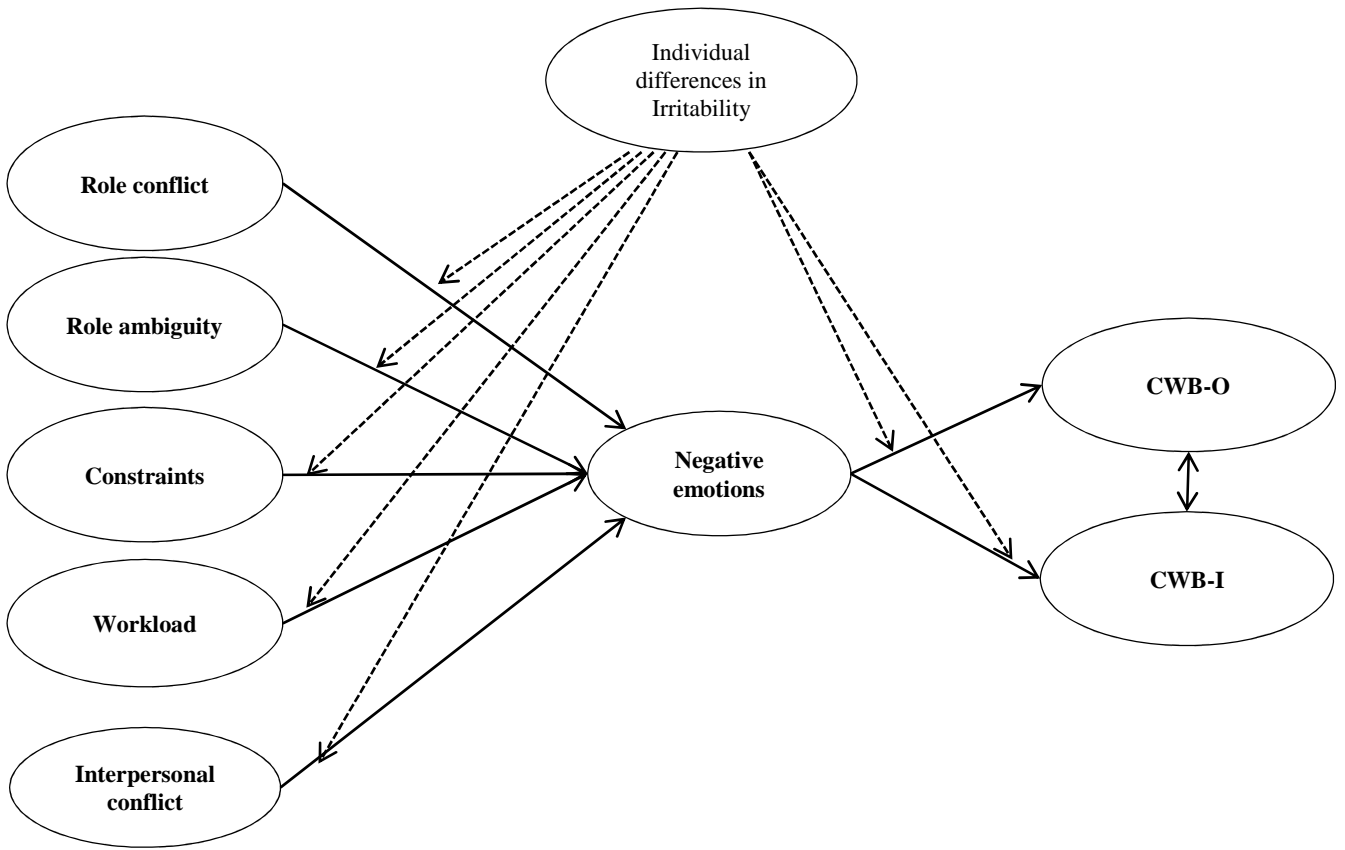 Individual
differences in
Irritability
Role conflict
Role ambiguity
Constraints
Workload
Interpersonal
conflict
Negative
emotions
CWB-O
CWB-I